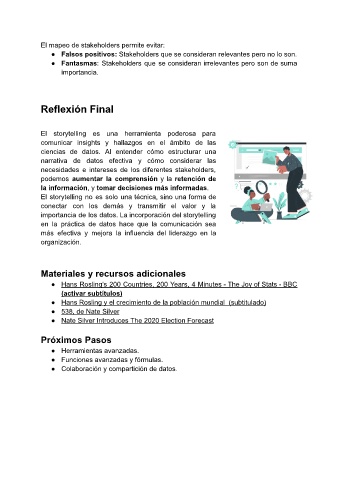 El mapeo de stakeholders permite evitar:
● Falsos positivos: Stakeholders que se consideran relevantes pero no lo son.
● Fantasmas: Stakeholders que se consideran irrelevantes pero son de suma
importancia.
Reflexión Final
El storytelling es una herramienta poderosa para
comunicar insights y hallazgos en el ámbito de las
ciencias de datos. Al entender cómo estructurar una
narrativa de datos efectiva y cómo considerar las
necesidades e intereses de los diferentes stakeholders,
podemos aumentar la comprensión y la retención de
la información, y tomar decisiones más informadas.
El storytelling no es solo una técnica, sino una forma de
conectar con los demás y transmitir el valor y la
importancia de los datos. La incorporación del storytelling
en la práctica de datos hace que la comunicación sea
más efectiva y mejora la influencia del liderazgo en la
organización.
Materiales y recursos adicionales
● Hans Rosling's 200 Countries, 200 Years, 4 Minutes - The Joy of Stats - BBC
(activar subtítulos)
● Hans Rosling y el crecimiento de la población mundial (subtitulado)
● 538, de Nate Silver
● Nate Silver Introduces The 2020 Election Forecast
Próximos Pasos
● Herramientas avanzadas.
● Funciones avanzadas y fórmulas.
● Colaboración y compartición de datos.